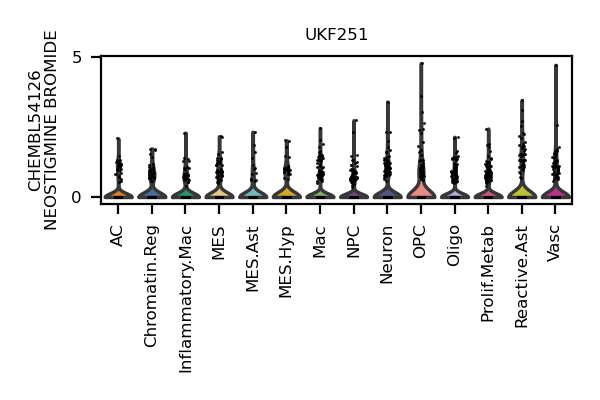 UKF251
CHEMBL54126
NEOSTIGMINE BROMIDE
5
0
AC
Chromatin.Reg
Inflammatory.Mac
MES
MES.Ast
MES.Hyp
Mac
NPC
Neuron
OPC
Oligo
Prolif.Metab
Reactive.Ast
Vasc